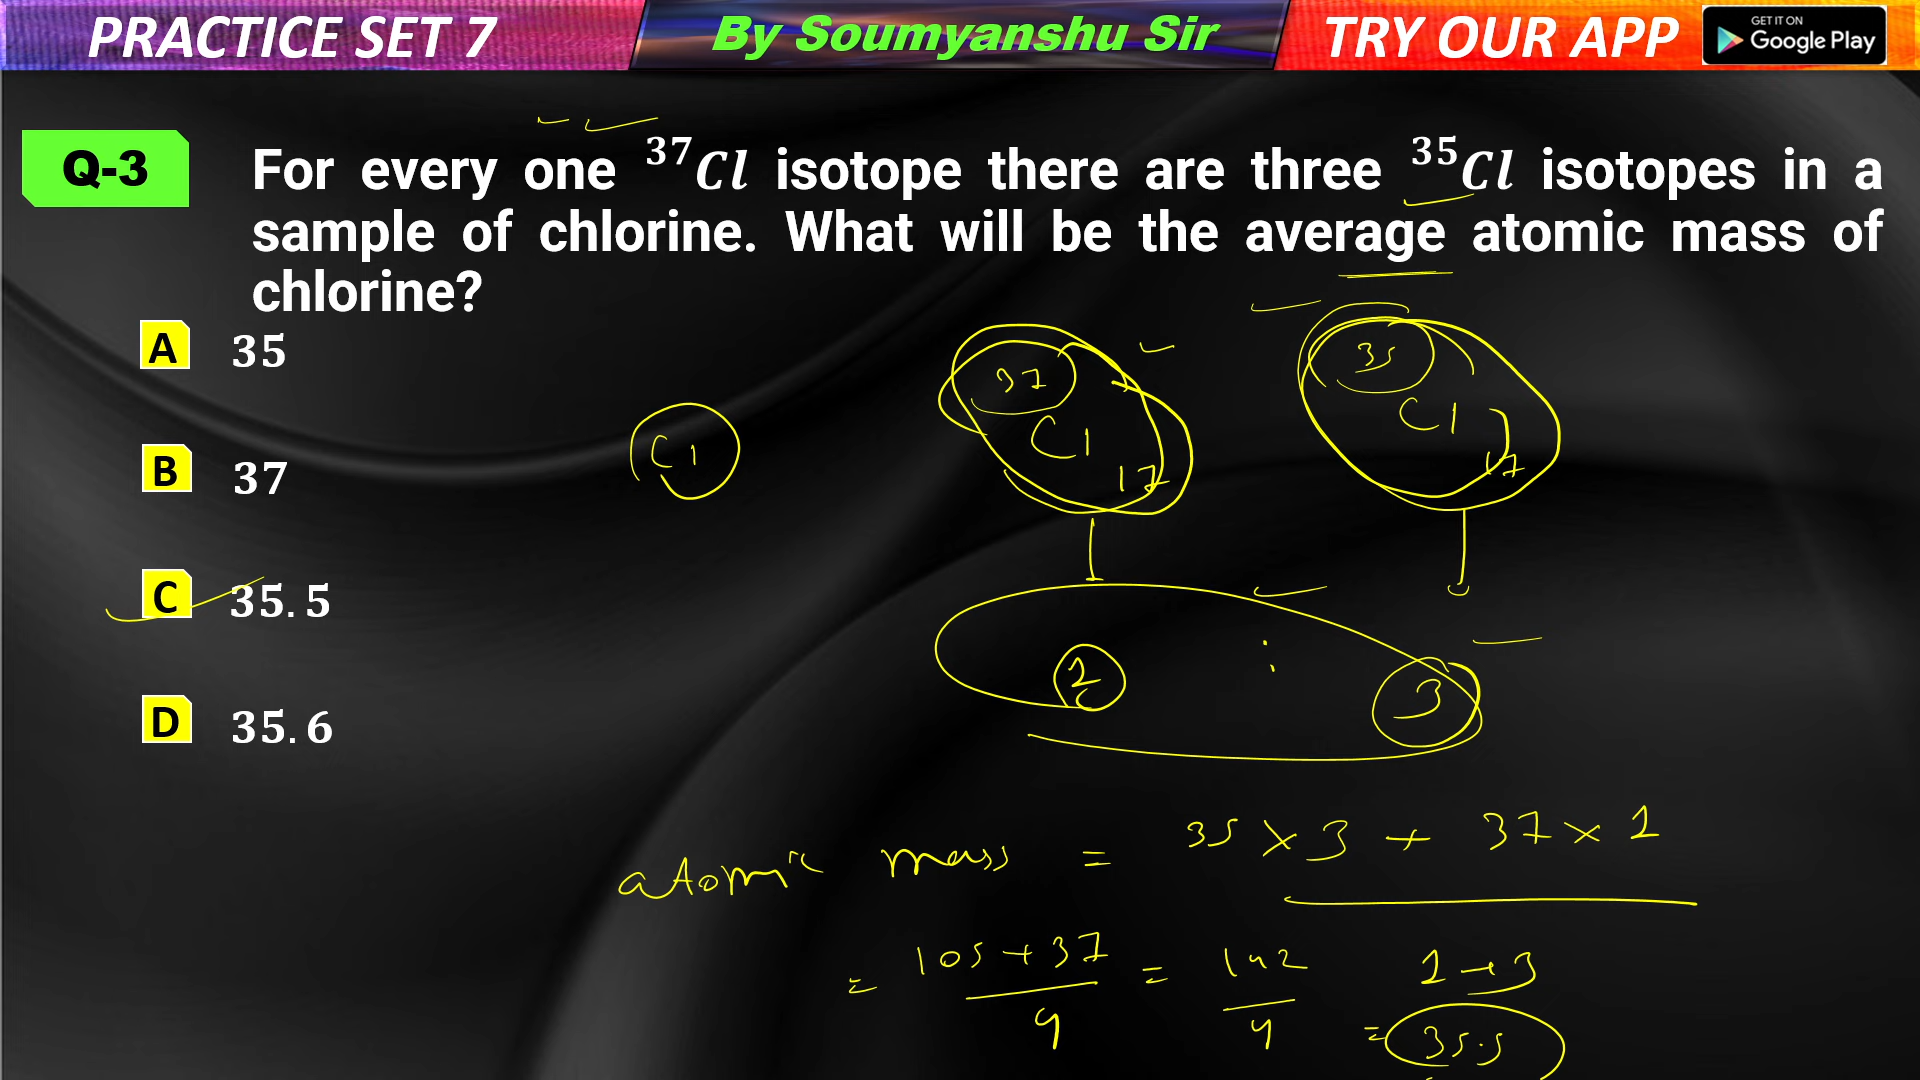 PRACTICE SET 7
By Soumyanshu Sir
TRY OUR APP
GET IT ON
Google Play
Q-3
For every one ³⁷Cl isotope there are three ³⁵Cl isotopes in a
sample of chlorine. What will be the average atomic mass of
chlorine?
A 35
B 37
C 35.5
D 35.6
Cl
37 Cl 17
35 Cl 17
: 3
atomic mass = 35 × 3 + 37 × 1
1 + 3
= 105 + 37 / 4 = 142 / 4 = 35.5